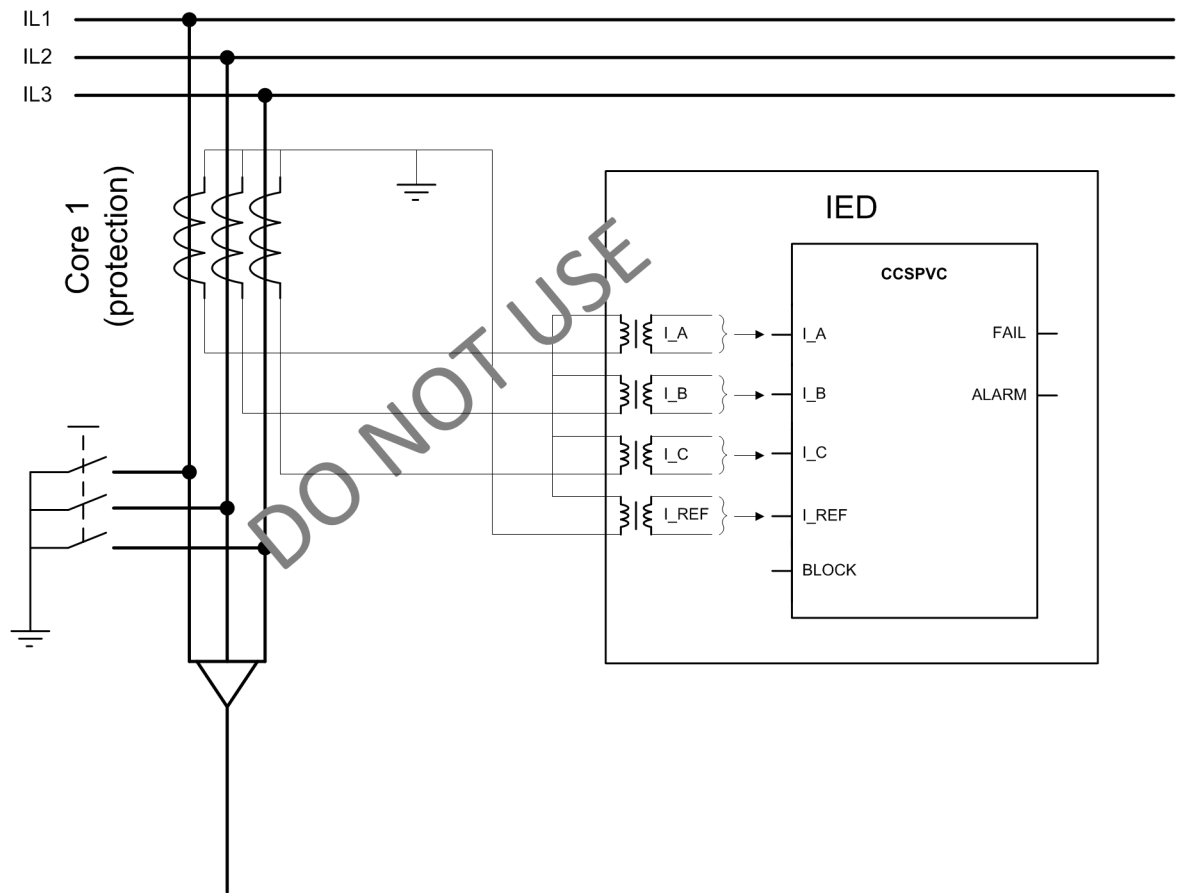 IL1
IL2
IL3
Core 1
(protection)
IED
CCSPVC
I_A
I_A
FAIL
I_B
I_B
ALARM
I_C
I_C
I_REF
I_REF
BLOCK
DO NOT USE